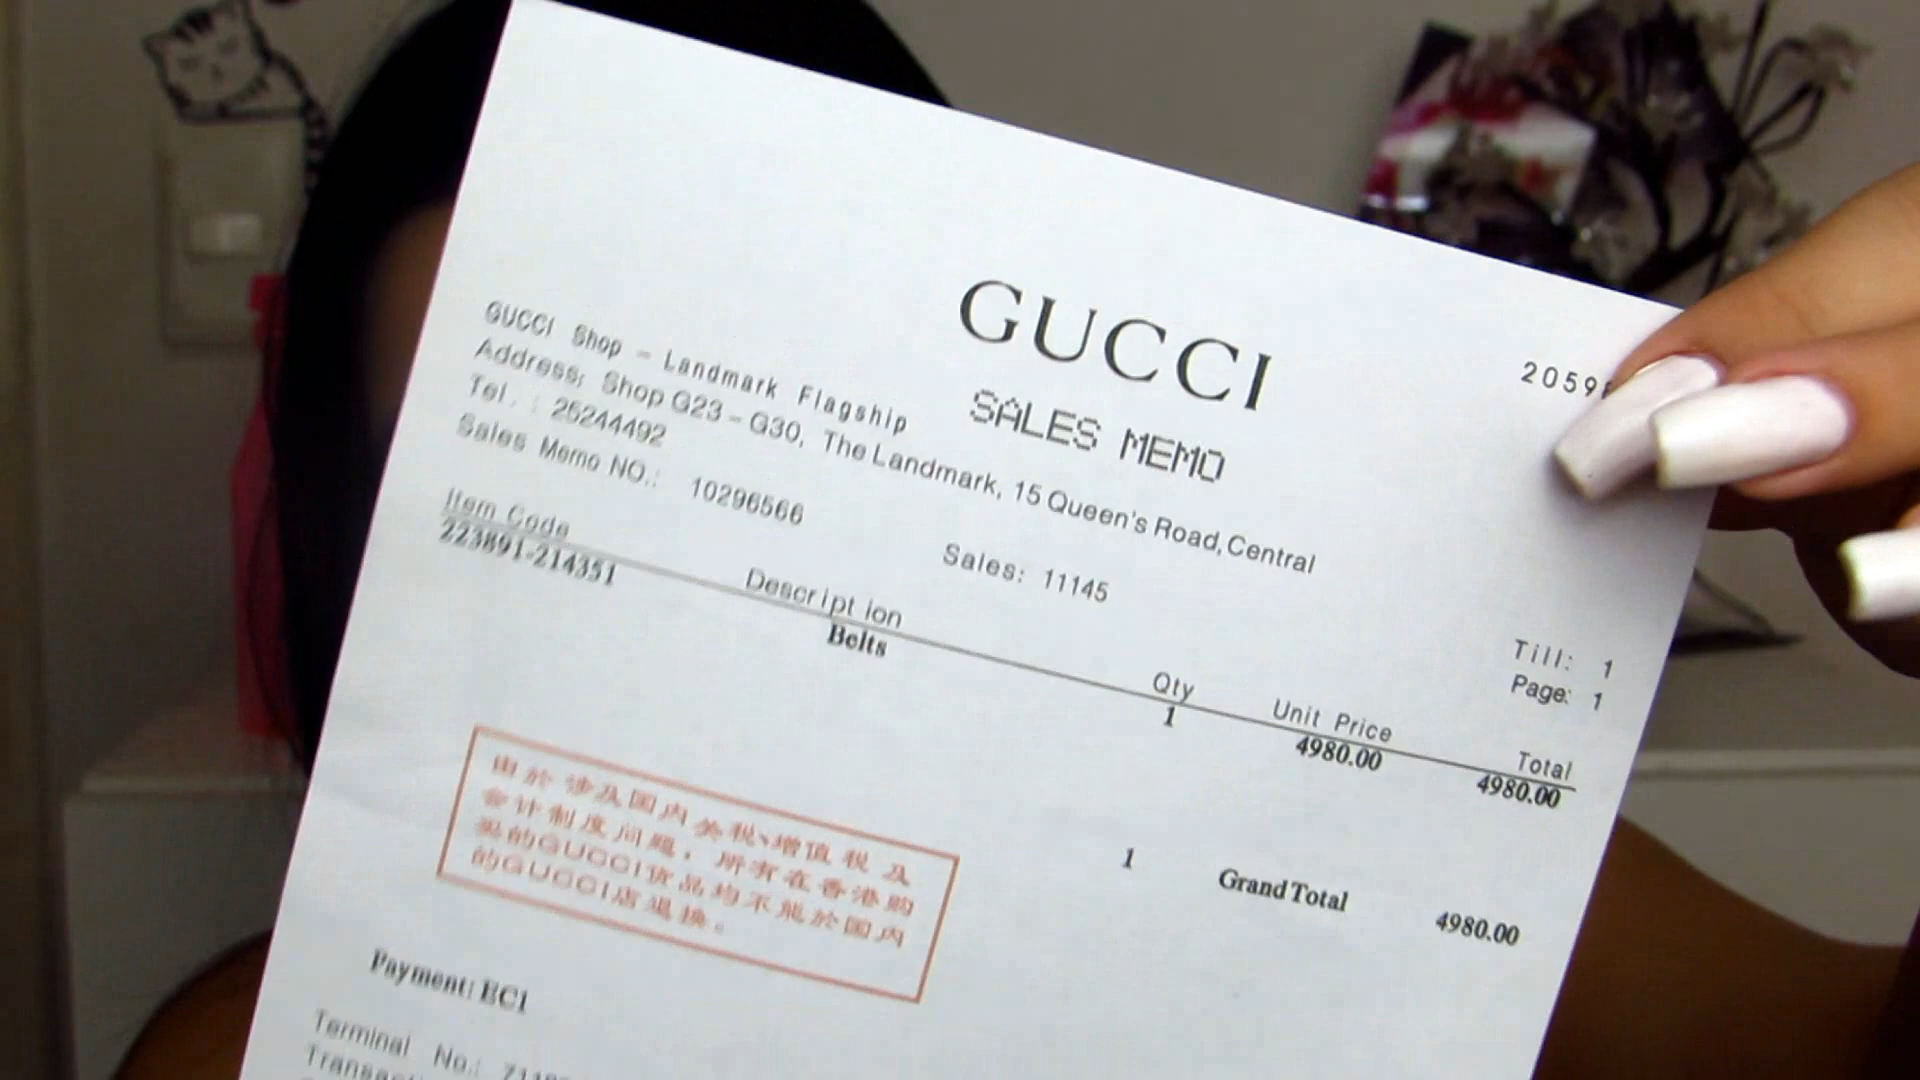 GUCCI
SALES MEMO
2059
GUCCI Shop - Landmark Flagship
Address: Shop G23 - G30, The Landmark, 15 Queen's Road, Central
Tel. : 25244492
Sales Memo NO.: 10296566
Sales: 11145
Till: 1
Page: 1
Item Code Description Qty Unit Price Total
223891-214351 Belts 1 4980.00 4980.00
1 Grand Total 4980.00
由於涉及国内关税、增值税及
会计制度问题，所有在香港购
买的GUCCI货品均不能於国内
的GUCCI店退换。
Payment: EC1
Terminal No.: